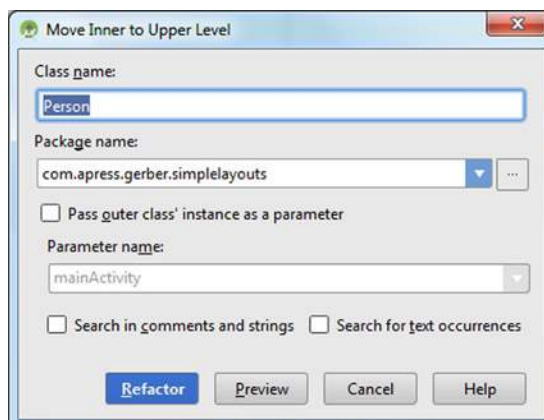 Move Inner to Upper Level
Class name:
Person
Package name:
com.apress.gerber.simplelayouts
...
Pass outer class' instance as a parameter
Parameter name:
mainActivity
Search in comments and strings Search for text occurrences
Refactor Preview Cancel Help